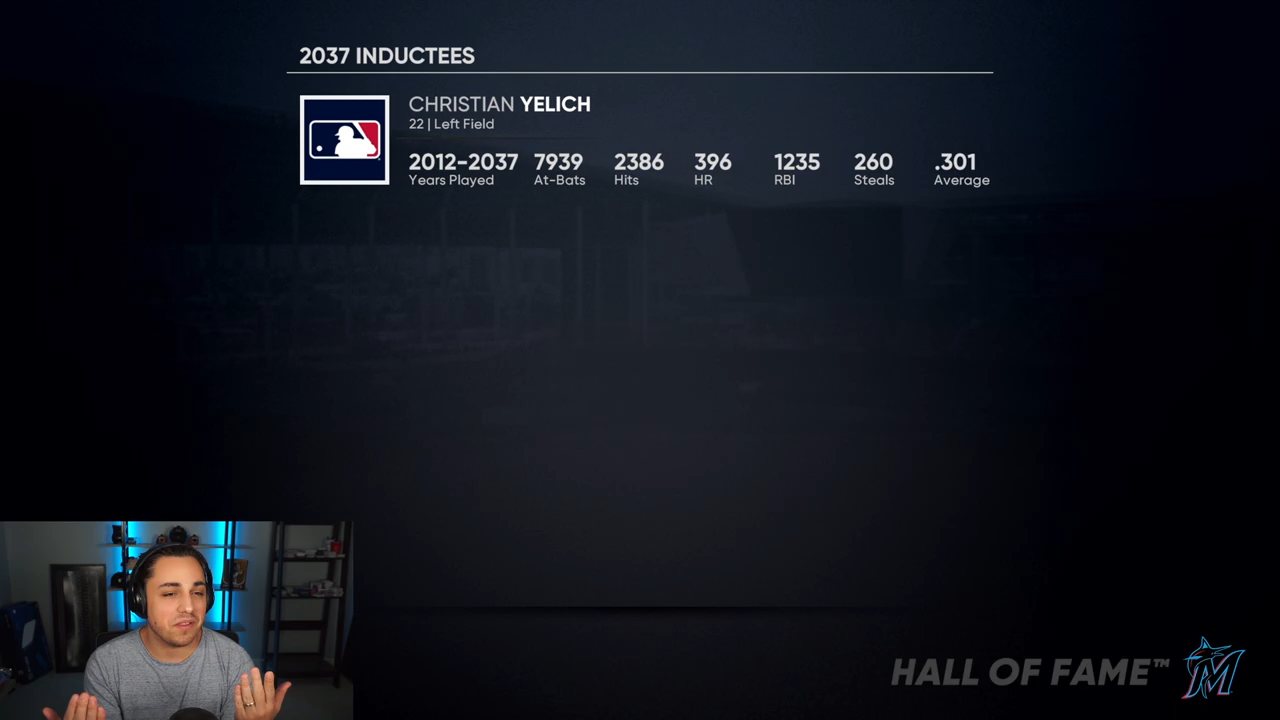 2037 INDUCTEES
CHRISTIAN YELICH
22 | Left Field
2012-2037 7939 2386 396 1235 260 .301
Years Played At-Bats Hits HR RBI Steals Average
HALL OF FAME™ M